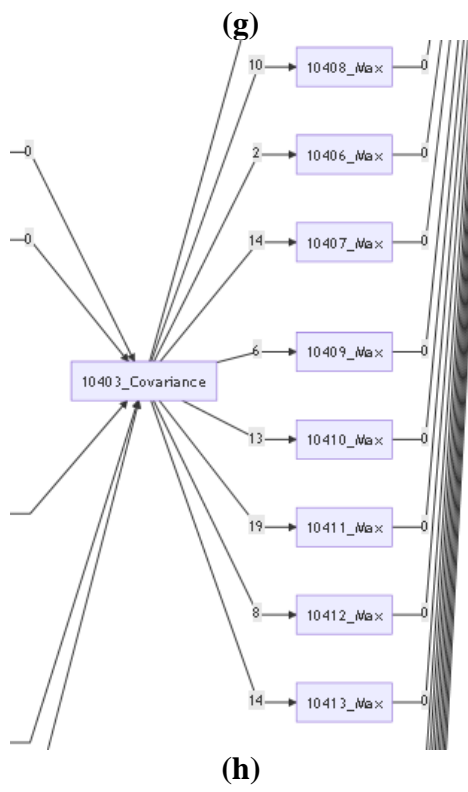 (g)
10 10408_Max 0
0 2 10406_Max 0
0 14 10407_Max 0
6 10409_Max 0
10403_Covariance
13 10410_Max 0
19 10411_Max 0
8 10412_Max 0
14 10413_Max 0
(h)